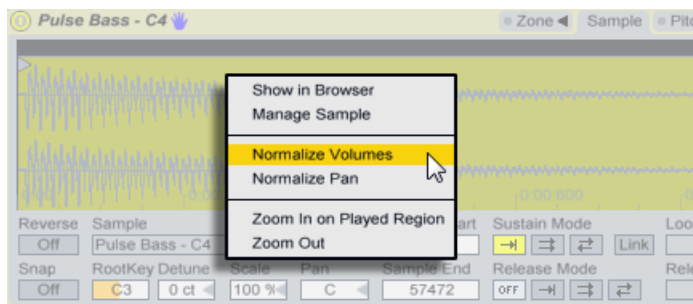 Pulse Bass - C4
Zone
Sample
Show in Browser
Manage Sample
Normalize Volumes
Normalize Pan
0:00:600
Zoom In on Played Region
Zoom Out
Reverse
Sample
Sustain Mode
Off
Pulse Bass - C4
Link
Snap
RootKey
Detune
Scale
Pan
Sample End
Release Mode
Off
C3
0 ct
100 %
C
57472
OFF